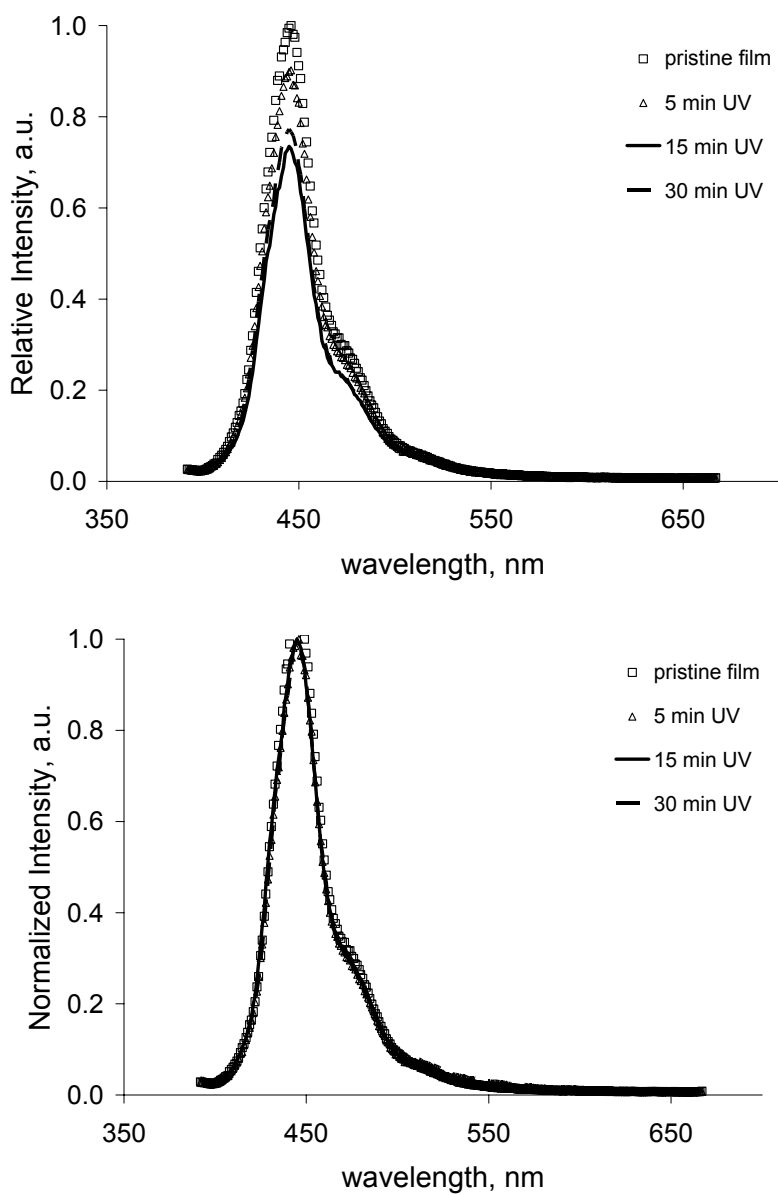 1.0
0.8
0.6
0.4
0.2
0.0
Relative Intensity, a.u.
pristine film
5 min UV
15 min UV
30 min UV
350 450 550 650
wavelength, nm
1.0
0.8
0.6
0.4
0.2
0.0
Normalized Intensity, a.u.
pristine film
5 min UV
15 min UV
30 min UV
350 450 550 650
wavelength, nm